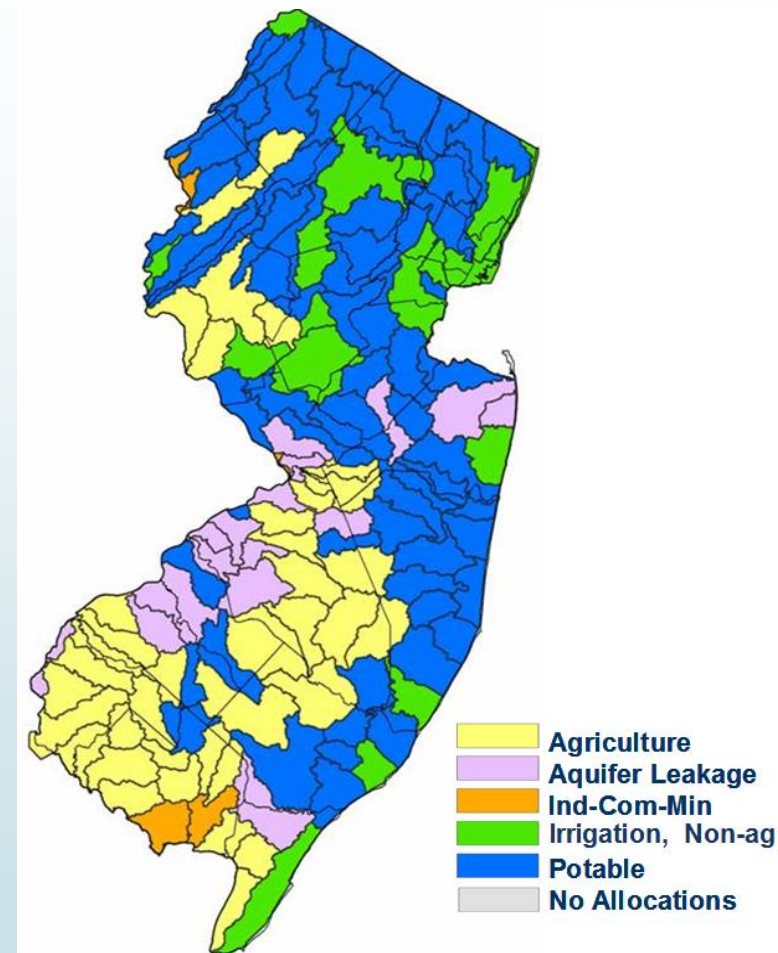 Agriculture
Aquifer Leakage
Ind-Com-Min
Irrigation, Non-ag
Potable
No Allocations